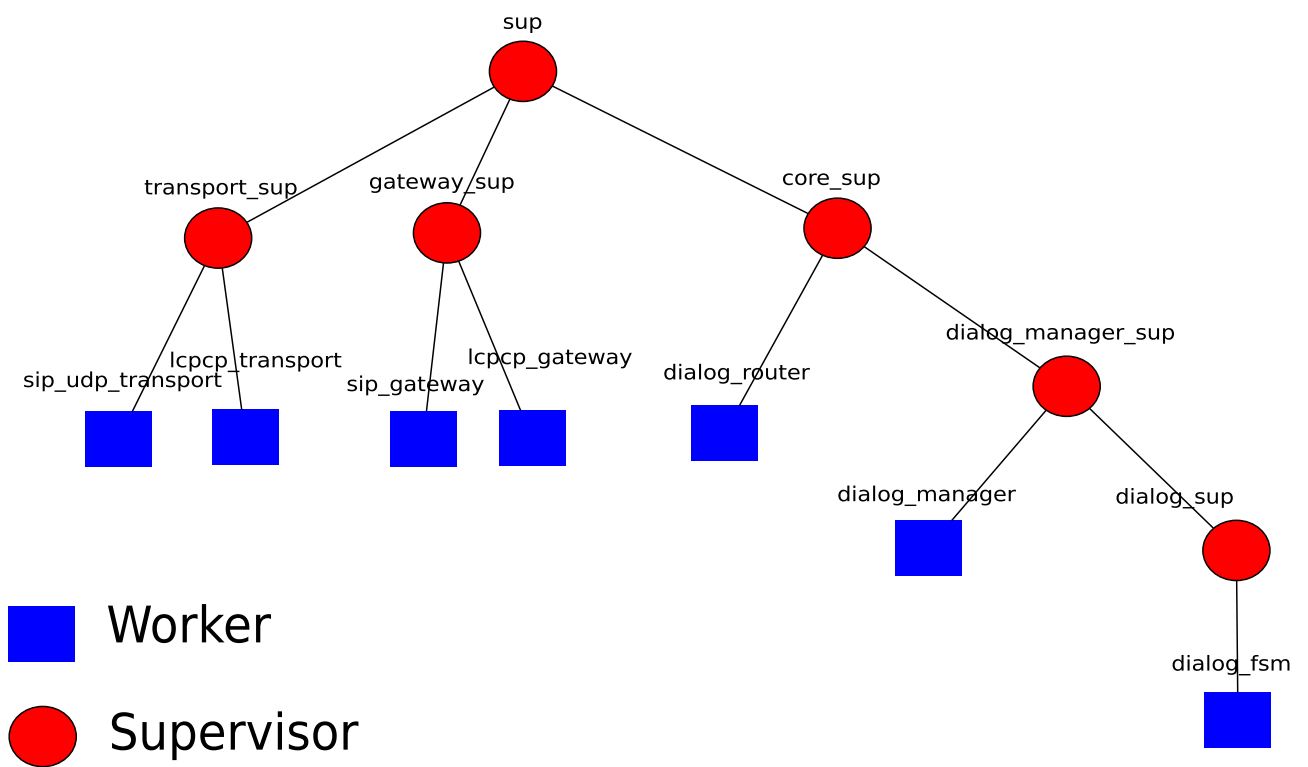 sup
transport_sup
gateway_sup
core_sup
dialog_manager_sup
lcpcp_transport
sip_udp_transport
lcpcp_gateway
sip_gateway
dialog_router
dialog_manager
dialog_sup
dialog_fsm
Worker
Supervisor